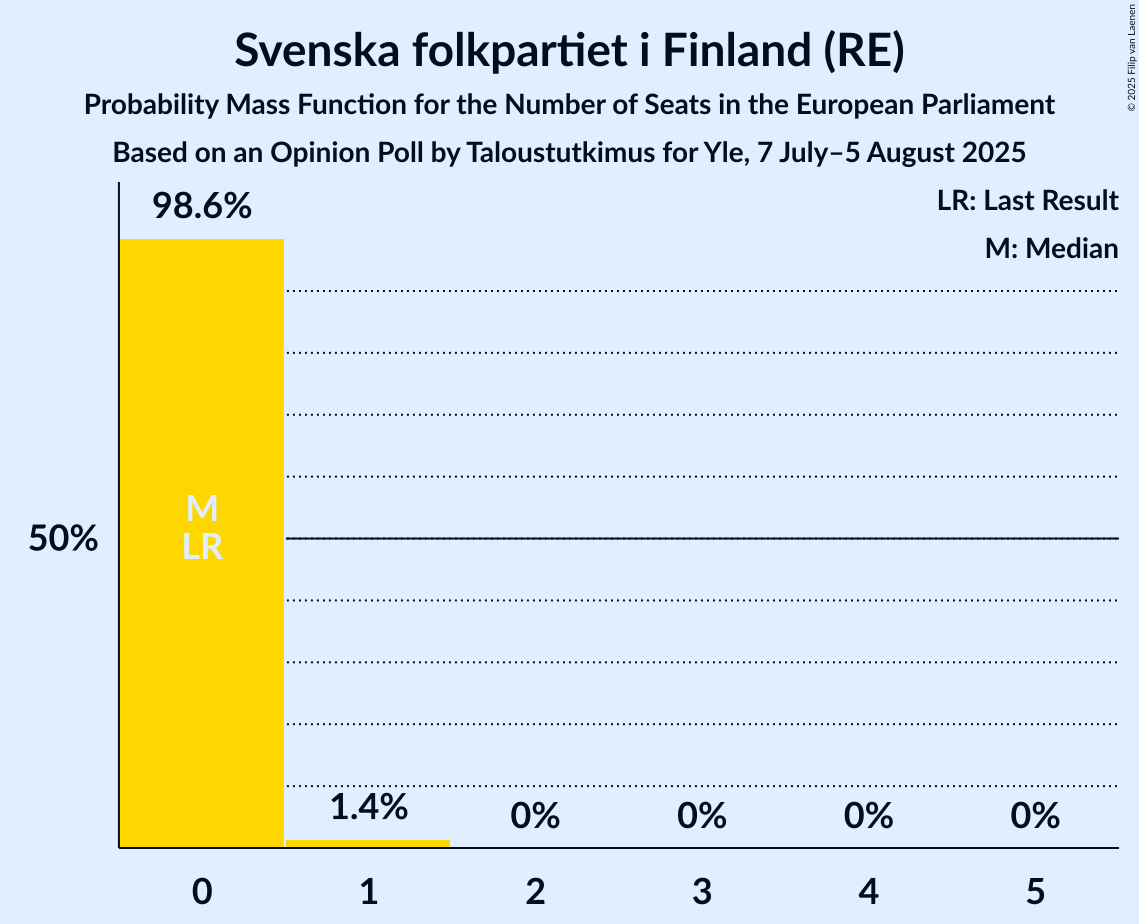 Svenska folkpartiet i Finland (RE)
Probability Mass Function for the Number of Seats in the European Parliament
Based on an Opinion Poll by Taloustutkimus for Yle, 7 July–5 August 2025
© 2025 Filip van Laenen
LR: Last Result
M: Median
98.6%
M
LR
50%
1.4%
0%
0%
0%
0%
0
1
2
3
4
5